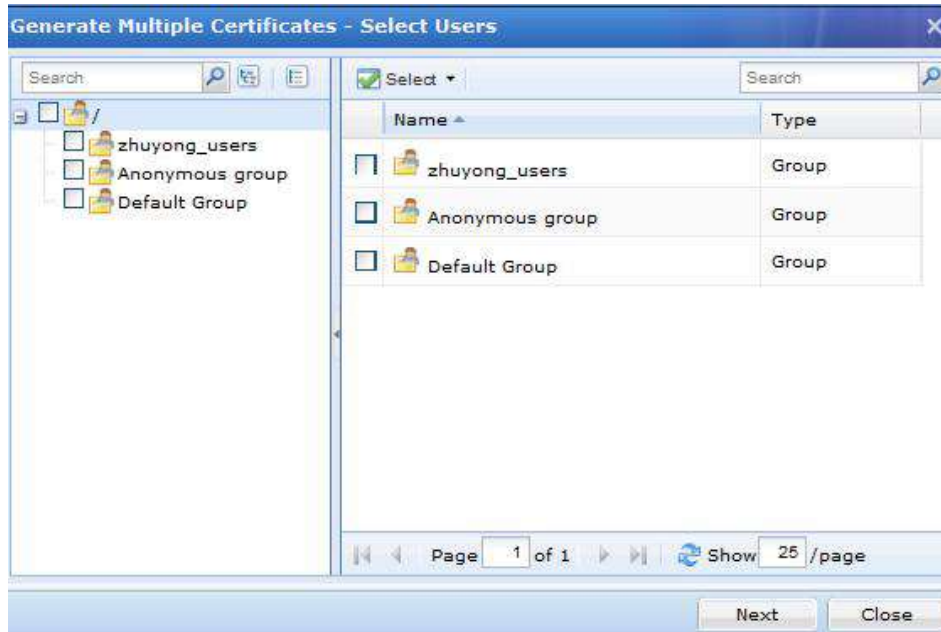 Generate Multiple Certificates - Select Users
Search
/
zhuyong_users
Anonymous group
Default Group
Select
Search
Name
Type
zhuyong_users
Group
Anonymous group
Group
Default Group
Group
Page 1 of 1
Show 25 /page
Next
Close